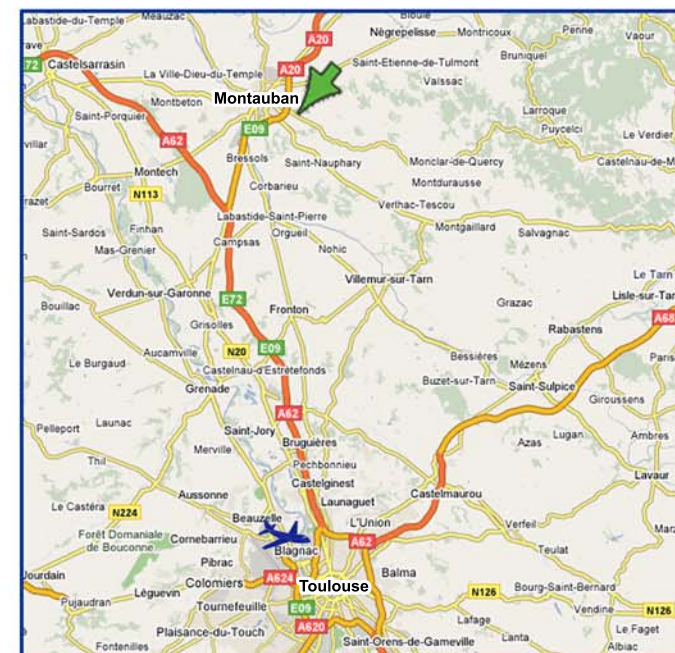 Labastide-du-Temple
Meauzac
A20
Bioule
Nègrepelisse
Montricoux
Penne
Vaour
E72
Castelsarrasin
La Ville-Dieu-du-Temple
A20
Saint-Etienne-de-Tulmont
Bruniquel
Vaïssac
Montbeton
Montauban
Larroque
Saint-Porquier
E09
Puycelci
Le Verdier
A62
villar
Bressols
Saint-Nauphary
Monclar-de-Quercy
Castelnau-de-M
Montech
Corbarieu
Montdurausse
Bourret
N113
razet
Verlhac-Tescou
Labastide-Saint-Pierre
Saint-Sardos
Finhan
Orgueil
Montgaillard
Salvagnac
Campsas
Nohic
Mas-Grenier
Villemur-sur-Tarn
Le Tarn
Verdun-sur-Garonne
E72
Lisle-sur-Tar
Bouillac
Fronton
Grazac
A68
Grisolles
Rabastens
N20
E09
Aucamville
Bessières
Paris
Le Burgaud
Castelnau-d'Estrétefonds
Mézens
Buzet-sur-Tarn
Saint-Sulpice
Grenade
Giroussens
A62
Pelleport
Launac
Saint-Jory
Lugan
Ambres
Bruguières
Azas
Merville
Thil
Pechbonnieu
Castelginest
Lavaur
Aussonne
Castelmaurou
Le Castéra
Launaguet
N224
Beauzelle
L'Union
Verfeil
Marz
Forêt Domaniale
de Bouconne
Cornebarrieu
A62
Blagnac
Teulat
Pibrac
Jourdain
Colomiers
A624
Toulouse
Balma
Léguevin
Bourg-Saint-Bernard
N126
Pujaudran
Tournefeuille
E09
Vendine
N126
Lafage
Plaisance-du-Touch
A620
Le Faget
Lanta
Fontenilles
Saint-Orens-de-Gameville
Albiac